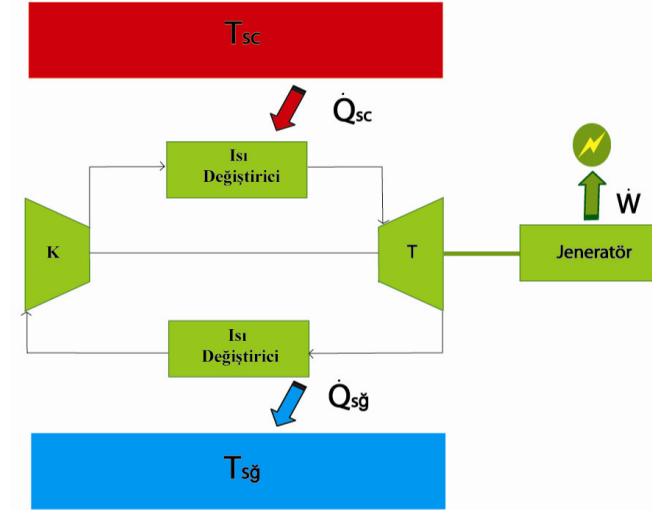 Tsc
Q̇sc
Isı
Değiştirici
Ẇ
K
T
Jeneratör
Isı
Değiştirici
Q̇sğ
Tsğ